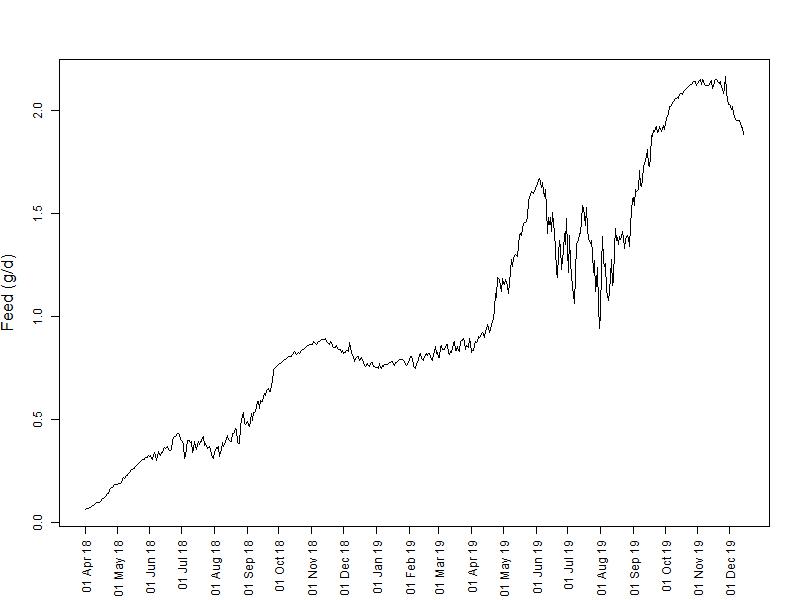 Feed (g/d)
2.0
1.5
1.0
0.5
0.0
01 Apr 18
01 May 18
01 Jun 18
01 Jul 18
01 Aug 18
01 Sep 18
01 Oct 18
01 Nov 18
01 Dec 18
01 Jan 19
01 Feb 19
01 Mar 19
01 Apr 19
01 May 19
01 Jun 19
01 Jul 19
01 Aug 19
01 Sep 19
01 Oct 19
01 Nov 19
01 Dec 19